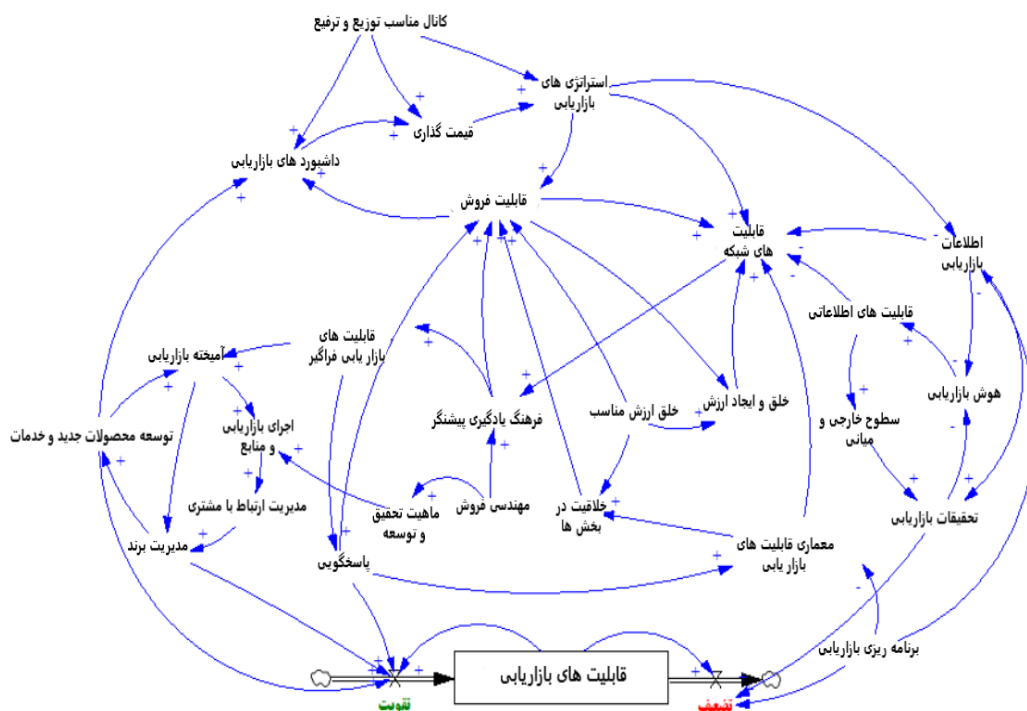 کانال مناسب توزیع و ترفیع
استراتژی های
بازاریابی
قیمت گذاری
داشبورد های بازاریابی
قابلیت فروش
قابلیت
های شبکه
اطلاعات
بازاریابی
قابلیت های اطلاعاتی
قابلیت های
بازار یابی فراگیر
آمیخته بازاریابی
هوش بازاریابی
خلق و ایجاد ارزش
خلق ارزش مناسب
فرهنگ یادگیری پیشنگر
سطوح خارجی و
میانی
اجرای بازاریابی
و منابع
توسعه محصولات جدید و خدمات
تحقیقات بازاریابی
خلاقیت در
بخش ها
مهندسی فروش
ماهیت تحقیق
و توسعه
مدیریت ارتباط با مشتری
مدیریت برند
معماری قابلیت های
بازار یابی
پاسخگویی
برنامه ریزی بازاریابی
قابلیت های بازاریابی
تقویت
تضعف